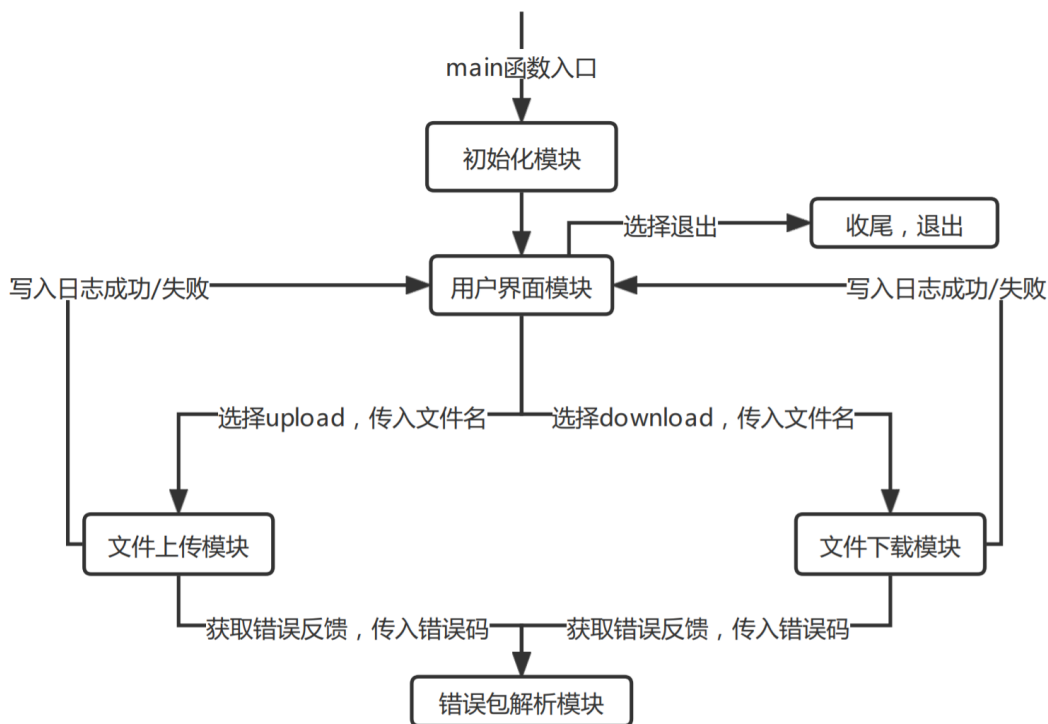 main函数入口
初始化模块
选择退出
收尾，退出
写入日志成功/失败
用户界面模块
写入日志成功/失败
选择upload，传入文件名
选择download，传入文件名
文件上传模块
文件下载模块
获取错误反馈，传入错误码
获取错误反馈，传入错误码
错误包解析模块